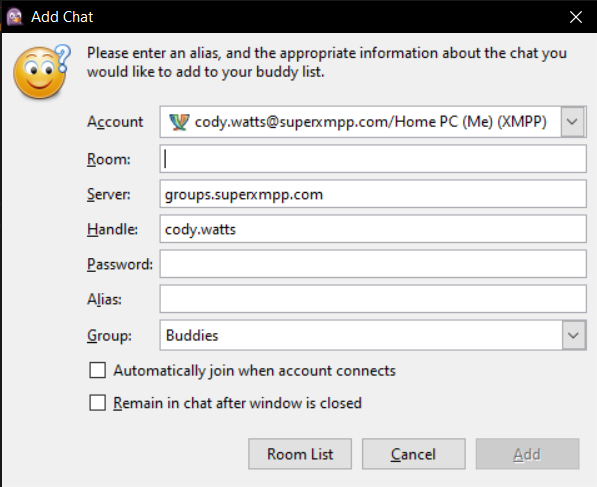 Add Chat
Please enter an alias, and the appropriate information about the chat you
would like to add to your buddy list.
Account cody.watts@superxmpp.com/Home PC (Me) (XMPP)
Room:
Server: groups.superxmpp.com
Handle: cody.watts
Password:
Alias:
Group: Buddies
Automatically join when account connects
Remain in chat after window is closed
Room List Cancel Add